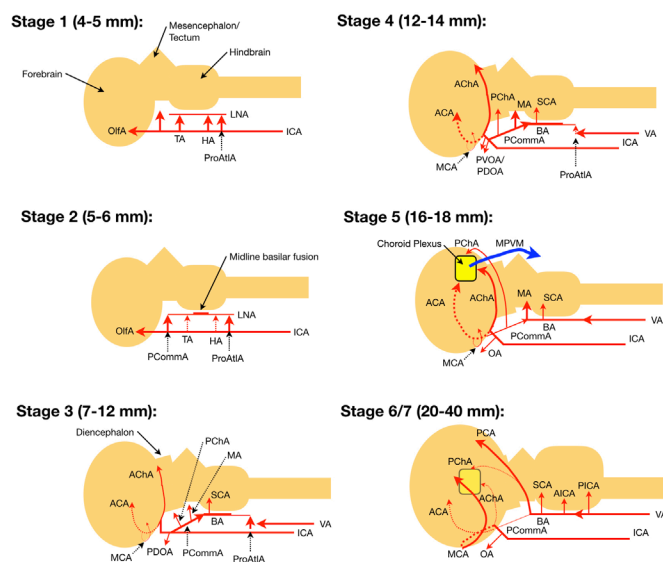 Stage 1 (4-5 mm):
Mesencephalon/
Tectum
Hindbrain
Forebrain
LNA
OlfA
TA
HA
ICA
ProAtlA
Stage 2 (5-6 mm):
Midline basilar fusion
LNA
OlfA
TA
HA
ICA
PCommA
ProAtlA
Stage 3 (7-12 mm):
Diencephalon
PChA
MA
AChA
SCA
ACA
BA
VA
MCA
PDOA
PCommA
ProAtlA
ICA
Stage 4 (12-14 mm):
AChA
PChA
MA
SCA
ACA
BA
VA
PCommA
ICA
MCA
PVOA/
PDOA
ProAtlA
Stage 5 (16-18 mm):
PChA
MPVM
Choroid Plexus
MA
SCA
ACA
AChA
BA
VA
PCommA
ICA
MCA
OA
Stage 6/7 (20-40 mm):
PCA
PChA
SCA
AICA
PICA
AChA
ACA
BA
VA
PCommA
MCA
OA
ICA